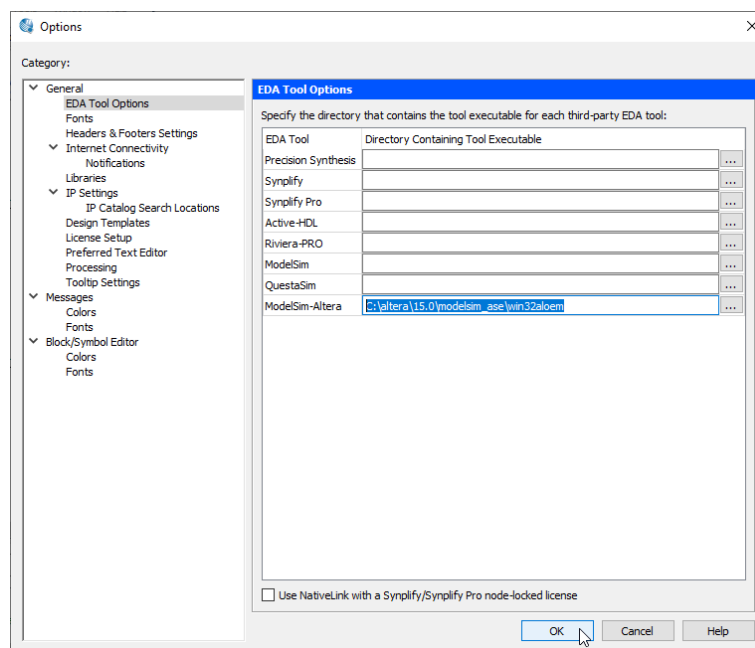 Options
Category:
General
EDA Tool Options
Fonts
Headers & Footers Settings
Internet Connectivity
Notifications
Libraries
IP Settings
IP Catalog Search Locations
Design Templates
License Setup
Preferred Text Editor
Processing
Tooltip Settings
Messages
Colors
Fonts
Block/Symbol Editor
Colors
Fonts
EDA Tool Options
Specify the directory that contains the tool executable for each third-party EDA tool:
EDA Tool Directory Containing Tool Executable
Precision Synthesis ...
Synplify ...
Synplify Pro ...
Active-HDL ...
Riviera-PRO ...
ModelSim ...
QuestaSim ...
ModelSim-Altera C:\altera\15.0\modelsim_ase\win32aloem ...
Use NativeLink with a Synplify/Synplify Pro node-locked license
OK Cancel Help